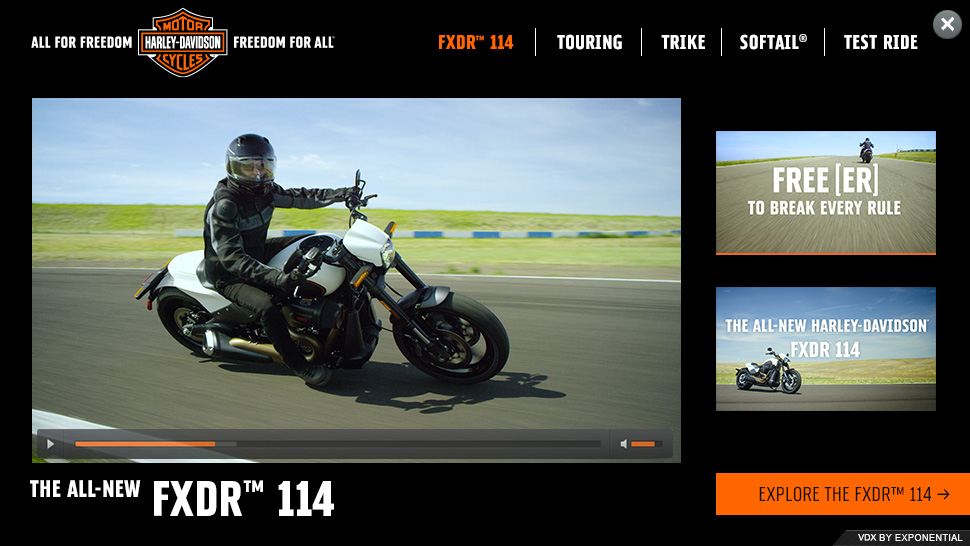 ALL FOR FREEDOM
MOTOR
HARLEY-DAVIDSON
CYCLES
FREEDOM FOR ALL
FXDR™ 114
TOURING
TRIKE
SOFTAIL®
TEST RIDE
FREE [ER]
TO BREAK EVERY RULE
THE ALL-NEW HARLEY-DAVIDSON
FXDR 114
THE ALL-NEW FXDR™ 114
EXPLORE THE FXDR™ 114 →
VDX BY EXPONENTIAL